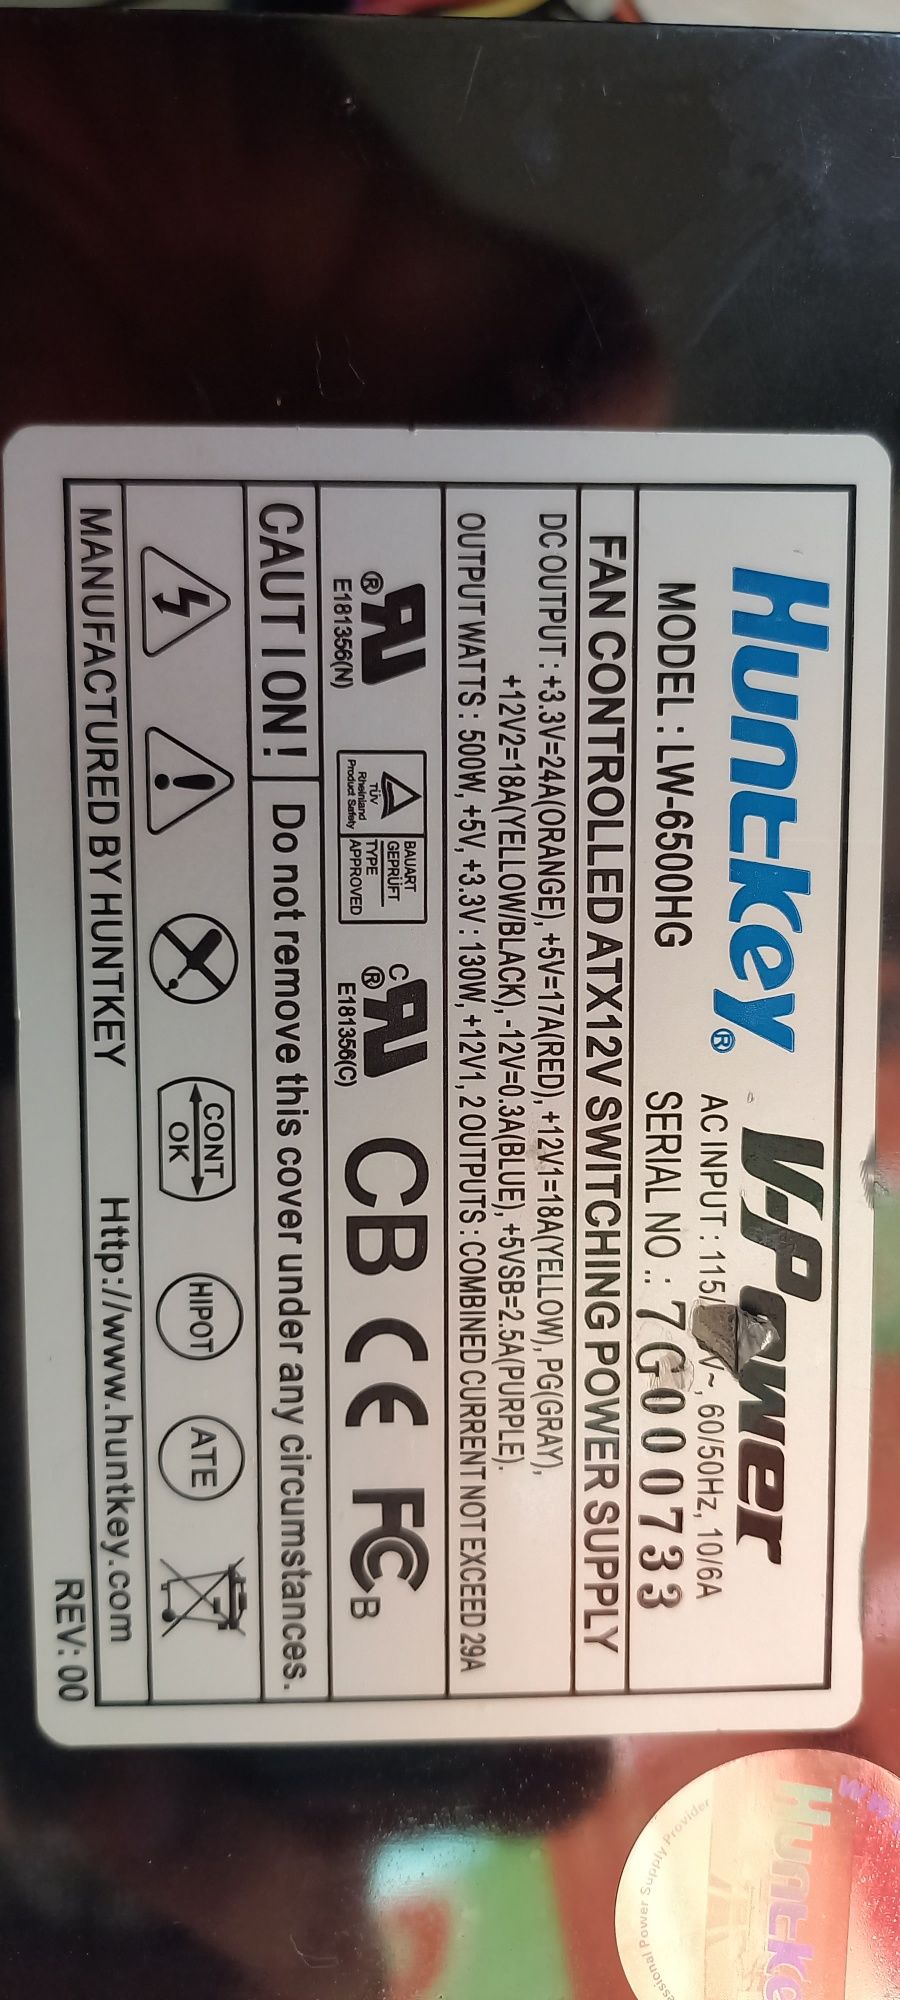 Huntkey® V-Power
MODEL : LW-6500HG
AC INPUT : 115/ V~, 60/50Hz, 10/6A
SERIAL NO.: 7G000733
FAN CONTROLLED ATX12V SWITCHING POWER SUPPLY
DC OUTPUT : +3.3V=24A(ORANGE), +5V=17A(RED), +12V1=18A(YELLOW), PG(GRAY),
+12V2=18A(YELLOW/BLACK), -12V=0.3A(BLUE), +5VSB=2.5A(PURPLE).
OUTPUT WATTS : 500W, +5V, +3.3V : 130W, +12V1, 2 OUTPUTS : COMBINED CURRENT NOT EXCEED 29A
E181356(N)
TÜV
Rheinland
Product Safety
BAUART
GEPRÜFT
TYPE
APPROVED
C ®
E181356(C)
CB CE FC B
CAUTION! Do not remove this cover under any circumstances.
CONT
OK
HIPOT
ATE
MANUFACTURED BY HUNTKEY Http://www.huntkey.com
REV: 00
Huntke
essional Power Supply Provider